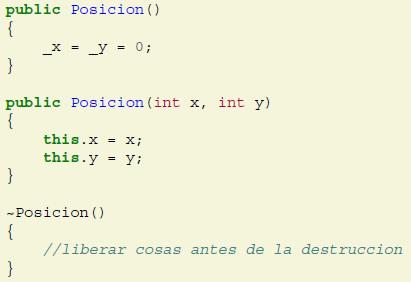 public Posicion()
{
    _x = _y = 0;
}
public Posicion(int x, int y)
{
    this.x = x;
    this.y = y;
}
~Posicion()
{
    //liberar cosas antes de la destruccion
}